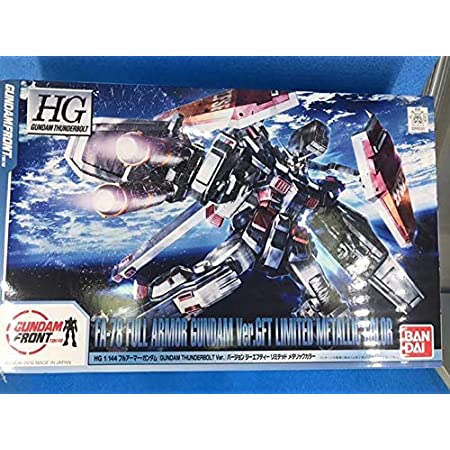 GUNDAM FRONT
HG
GUNDAM THUNDERBOLT
GUNDAM FRONT TOKYO
FA-78 FULL ARMOR GUNDAM Ver.GFT LIMITED METALLIC COLOR
HG 1:144 フルアーマーガンダム GUNDAM THUNDERBOLT Ver. バージョン ジーエフティー リミテッド メタリックカラー
BAN
DAI
MADE IN JAPAN